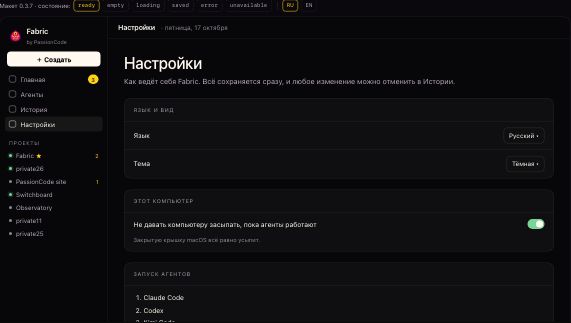 Макет 0.3.7 · состояние: ready empty loading saved error unavailable RU EN
Fabric
by PassionCode
+ Создать
Главная 3
Агенты
История
Настройки
ПРОЕКТЫ
Fabric ★ 2
private26
PassionCode site 1
Switchboard
Observatory
private11
private25
Настройки · пятница, 17 октября
Настройки
Как ведёт себя Fabric. Всё сохраняется сразу, и любое изменение можно отменить в Истории.
ЯЗЫК И ВИД
Язык Русский
Тема Тёмная
ЭТОТ КОМПЬЮТЕР
Не давать компьютеру засыпать, пока агенты работают
Закрытую крышку macOS всё равно усыпит.
ЗАПУСК АГЕНТОВ
1. Claude Code
2. Codex